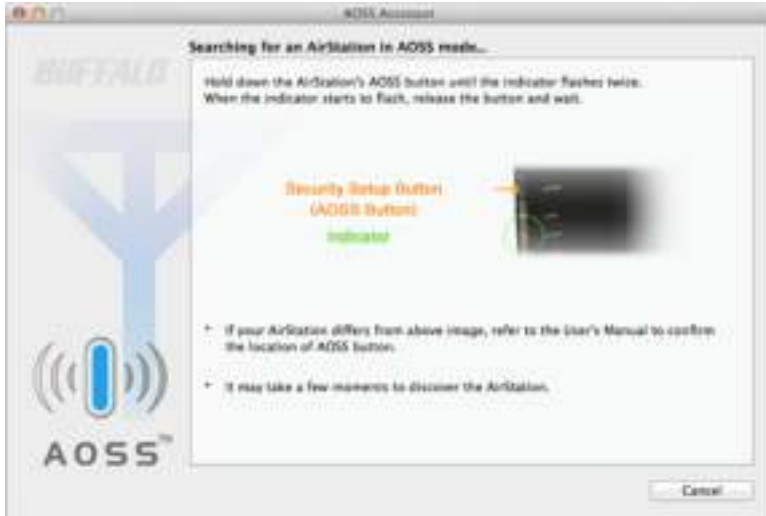 AOSS Assistant
Searching for an AirStation in AOSS mode...
BUFFALO
Hold down the AirStation's AOSS button until the indicator flashes twice.
When the indicator starts to flash, release the button and wait.
Security Setup Button
(AOSS Button)
Indicator
* If your AirStation differs from above image, refer to the User's Manual to confirm
the location of AOSS button.
* It may take a few moments to discover the AirStation.
AOSS™
Cancel